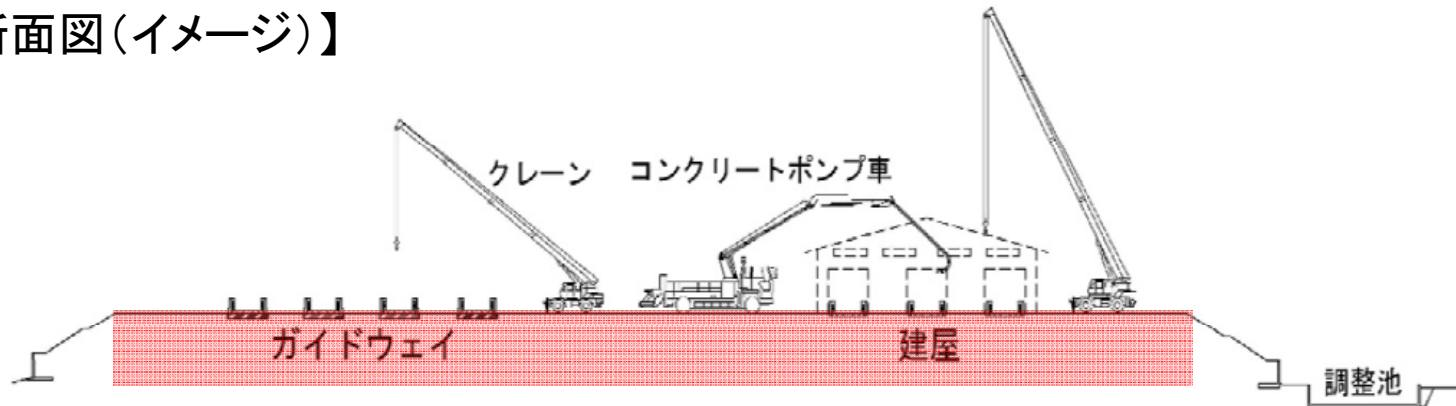 面図(イメージ)】
クレーン
コンクリートポンプ車
ガイドウェイ
建屋
調整池